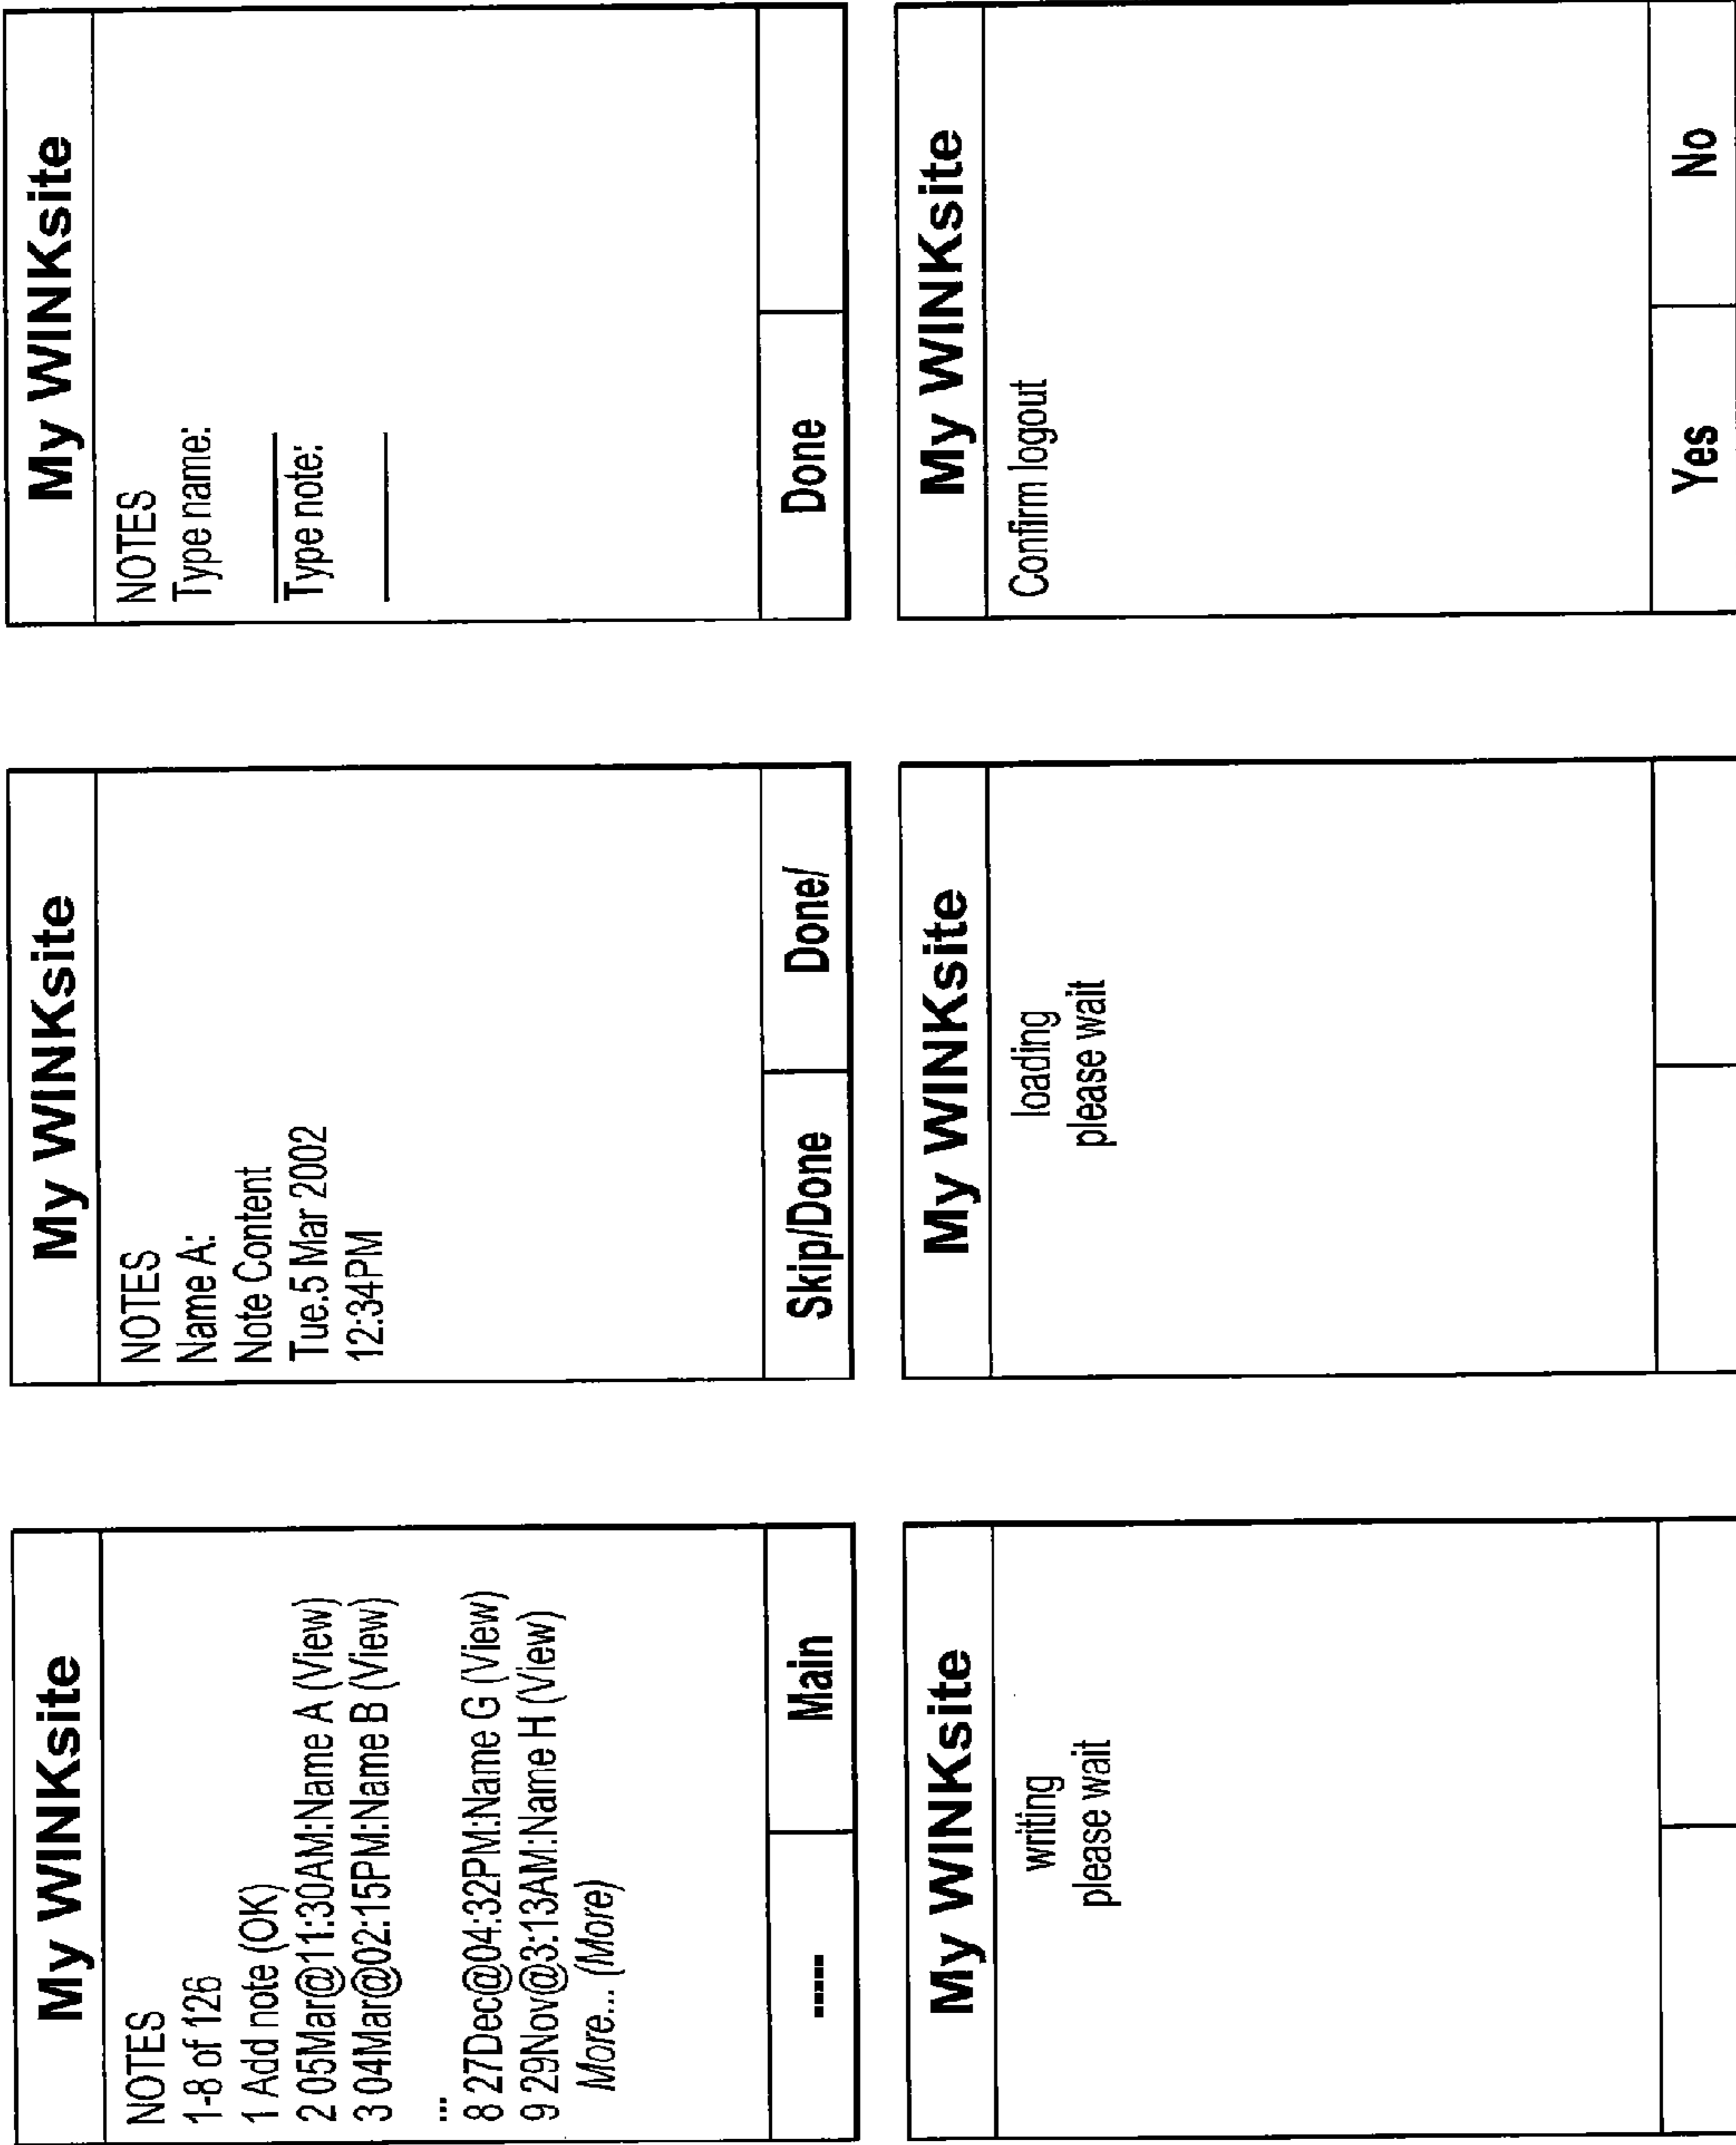 My WINKsite
NOTES
1-8 of 126
1 Add note (OK)
2 05Mar@11:30AM:Name A (View)
3 04Mar@02:15PM:Name B (View)
...
8 27Dec@04:32PM:Name G (View)
9 29Nov@3:13AM:Name H (View)
More... (More)
----- Main
My WINKsite
NOTES
Name A:
Note Content
Tue.5 Mar 2002
12:34PM
Skip/Done Done/
My WINKsite
NOTES
Type name:
Type note:
Done
My WINKsite
writing
please wait
My WINKsite
loading
please wait
My WINKsite
Confirm logout
Yes No